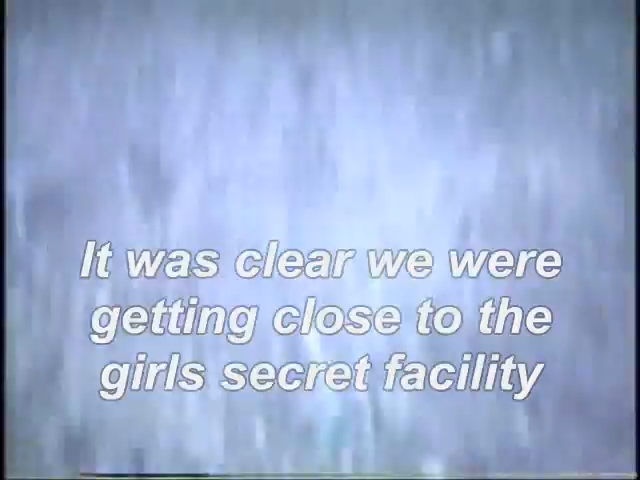 It was clear we were
getting close to the
girls secret facility